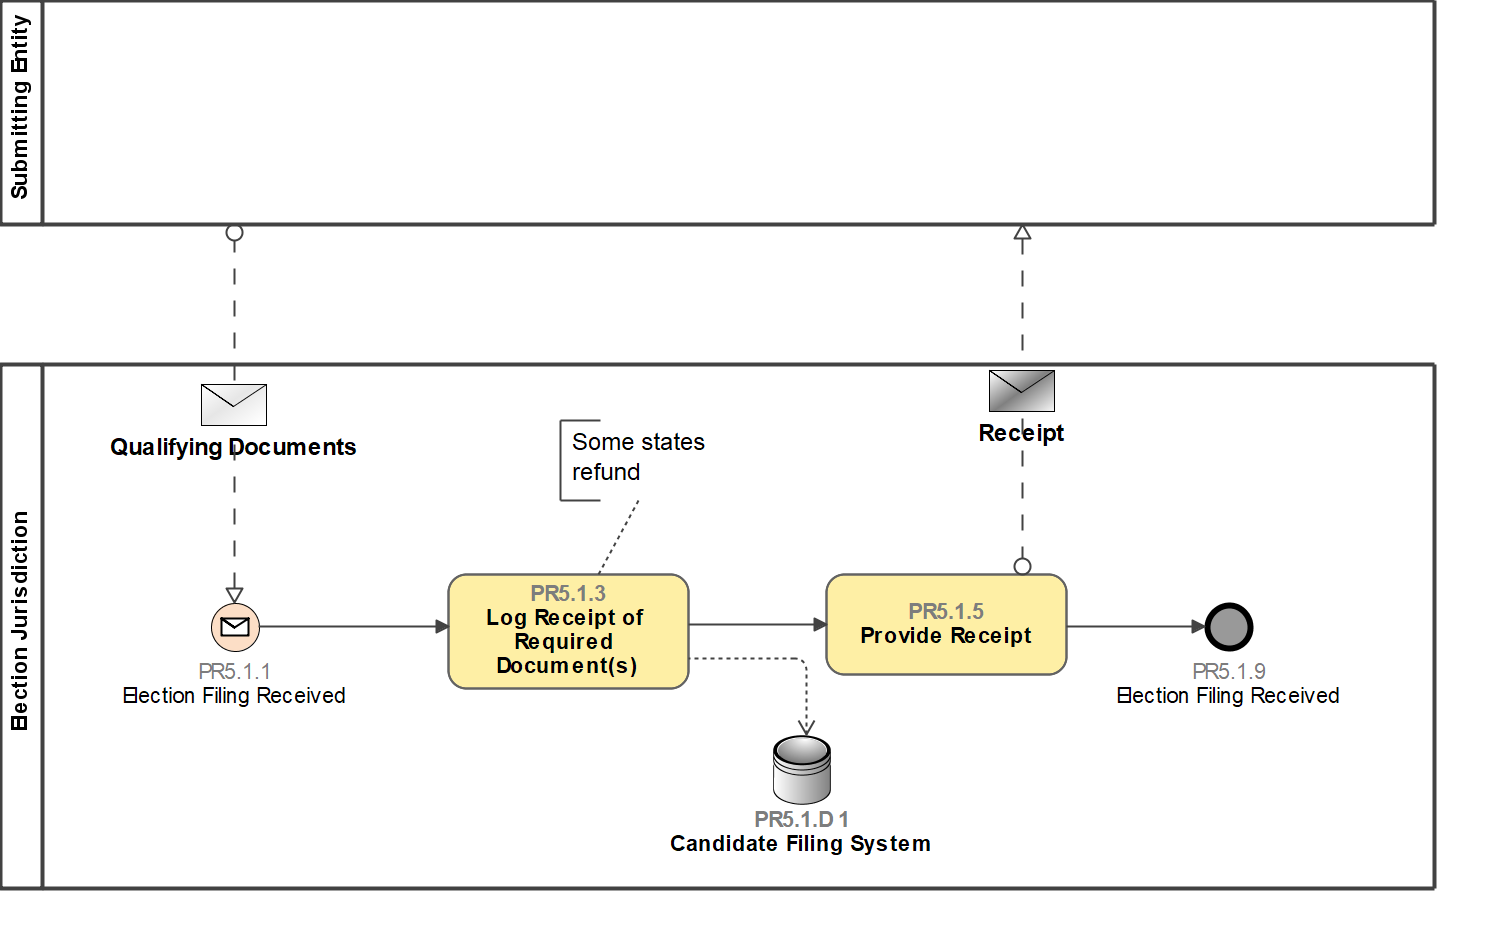 Submitting Entity
Election Jurisdiction
Qualifying Documents
Receipt
Some states
refund
PR5.1.1
Election Filing Received
PR5.1.3
Log Receipt of
Required
Document(s)
PR5.1.5
Provide Receipt
PR5.1.9
Election Filing Received
PR5.1.D1
Candidate Filing System